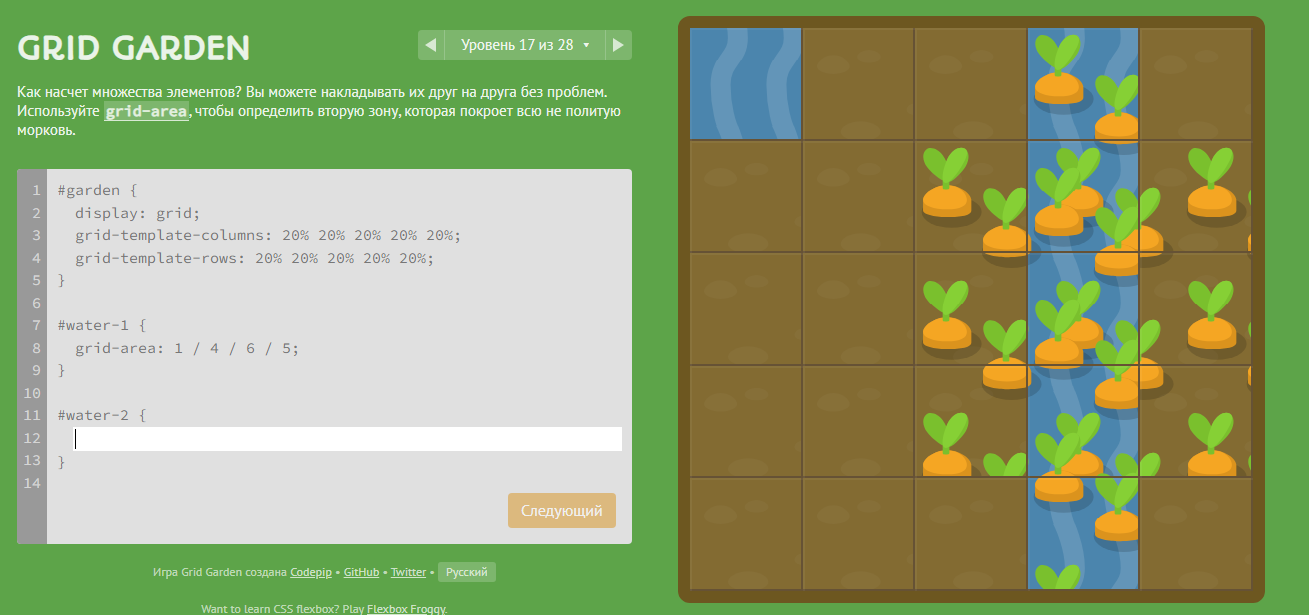 GRID GARDEN
◀ Уровень 17 из 28 ▾ ▶
Как насчет множества элементов? Вы можете накладывать их друг на друга без проблем.
Используйте grid-area, чтобы определить вторую зону, которая покроет всю не политую
морковь.
1 #garden {
2 display: grid;
3 grid-template-columns: 20% 20% 20% 20% 20%;
4 grid-template-rows: 20% 20% 20% 20% 20%;
5 }
6
7 #water-1 {
8 grid-area: 1 / 4 / 6 / 5;
9 }
10
11 #water-2 {
12
13 }
14
Следующий
Игра Grid Garden создана Codepip • GitHub • Twitter • Русский
Want to learn CSS flexbox? Play Flexbox Froggy.